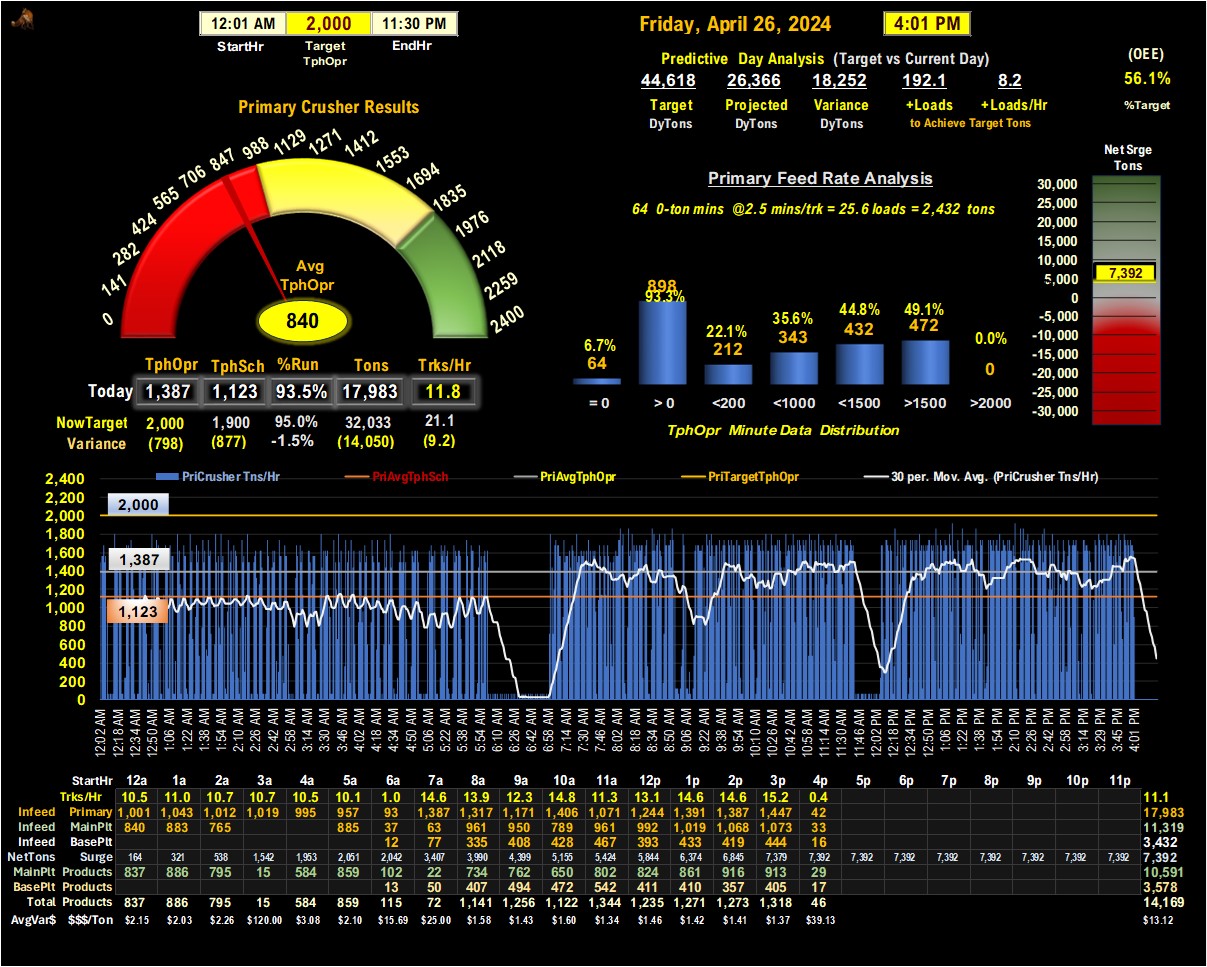 12:01 AM 2,000 11:30 PM
StartHr Target EndHr
TphOpr
Friday, April 26, 2024 4:01 PM
Predictive Day Analysis (Target vs Current Day)
44,618 26,366 18,252 192.1 8.2
Target Projected Variance +Loads +Loads/Hr
DyTons DyTons DyTons to Achieve Target Tons
(OEE)
56.1%
%Target
Primary Crusher Results
0 141 282 424 565 706 847 988 1129 1271 1412 1553 1694 1835 1976 2118 2259 2400
Avg
TphOpr
840
TphOpr TphSch %Run Tons Trks/Hr
Today 1,387 1,123 93.5% 17,983 11.8
NowTarget 2,000 1,900 95.0% 32,033 21.1
Variance (798) (877) -1.5% (14,050) (9.2)
Primary Feed Rate Analysis
64 0-ton mins @2.5 mins/trk = 25.6 loads = 2,432 tons
6.7% 93.3% 22.1% 35.6% 44.8% 49.1% 0.0%
64 898 212 343 432 472 0
= 0 > 0 <200 <1000 <1500 >1500 >2000
TphOpr Minute Data Distribution
Net Srge
Tons
30,000
25,000
20,000
15,000
10,000
7,392
5,000
0
-5,000
-10,000
-15,000
-20,000
-25,000
-30,000
PriCrusher Tns/Hr PriAvgTphSch PriAvgTphOpr PriTargetTphOpr 30 per. Mov. Avg. (PriCrusher Tns/Hr)
2,400
2,200
2,000
1,800
1,600
1,400
1,200
1,000
800
600
400
200
0
2,000
1,387
1,123
12:02 AM 12:18 AM 12:34 AM 12:50 AM 1:06 AM 1:22 AM 1:38 AM 1:54 AM 2:10 AM 2:26 AM 2:42 AM 2:58 AM 3:14 AM 3:30 AM 3:46 AM 4:02 AM 4:18 AM 4:34 AM 4:50 AM 5:06 AM 5:22 AM 5:38 AM 5:54 AM 6:10 AM 6:26 AM 6:42 AM 6:58 AM 7:14 AM 7:30 AM 7:46 AM 8:02 AM 8:18 AM 8:34 AM 8:50 AM 9:06 AM 9:22 AM 9:38 AM 9:54 AM 10:10 AM 10:26 AM 10:42 AM 10:58 AM 11:14 AM 11:30 AM 11:46 AM 12:02 PM 12:18 PM 12:34 PM 12:50 PM 1:06 PM 1:22 PM 1:38 PM 1:54 PM 2:10 PM 2:26 PM 2:42 PM 2:58 PM 3:13 PM 3:29 PM 3:45 PM 4:01 PM
StartHr 12a 1a 2a 3a 4a 5a 6a 7a 8a 9a 10a 11a 12p 1p 2p 3p 4p 5p 6p 7p 8p 9p 10p 11p
Trks/Hr 10.5 11.0 10.7 10.7 10.5 10.1 1.0 14.6 13.9 12.3 14.8 11.3 13.1 14.6 14.6 15.2 0.4 11.1
Infeed Primary 1,001 1,043 1,012 1,019 995 957 93 1,387 1,317 1,171 1,406 1,071 1,244 1,391 1,387 1,447 42 17,983
Infeed MainPlt 840 883 765 885 37 63 961 950 789 961 992 1,019 1,068 1,073 33 11,319
Infeed BasePlt 12 77 335 408 428 467 393 433 419 444 16 3,432
NetTons Surge 164 321 538 1,542 1,953 2,051 2,042 3,407 3,990 4,399 5,155 5,424 5,844 6,374 6,845 7,379 7,392 7,392 7,392 7,392 7,392 7,392 7,392 7,392 7,392
MainPlt Products 837 886 795 15 584 859 102 22 734 762 650 802 824 861 916 913 29 10,591
BasePlt Products 13 50 407 494 472 542 411 410 357 405 17 3,578
Total Products 837 886 795 15 584 859 115 72 1,141 1,256 1,122 1,344 1,235 1,271 1,273 1,318 46 14,169
AvgVar$ $$$/Ton $2.15 $2.03 $2.26 $120.00 $3.08 $2.10 $15.69 $25.00 $1.58 $1.43 $1.60 $1.34 $1.46 $1.42 $1.41 $1.37 $39.13 $13.12